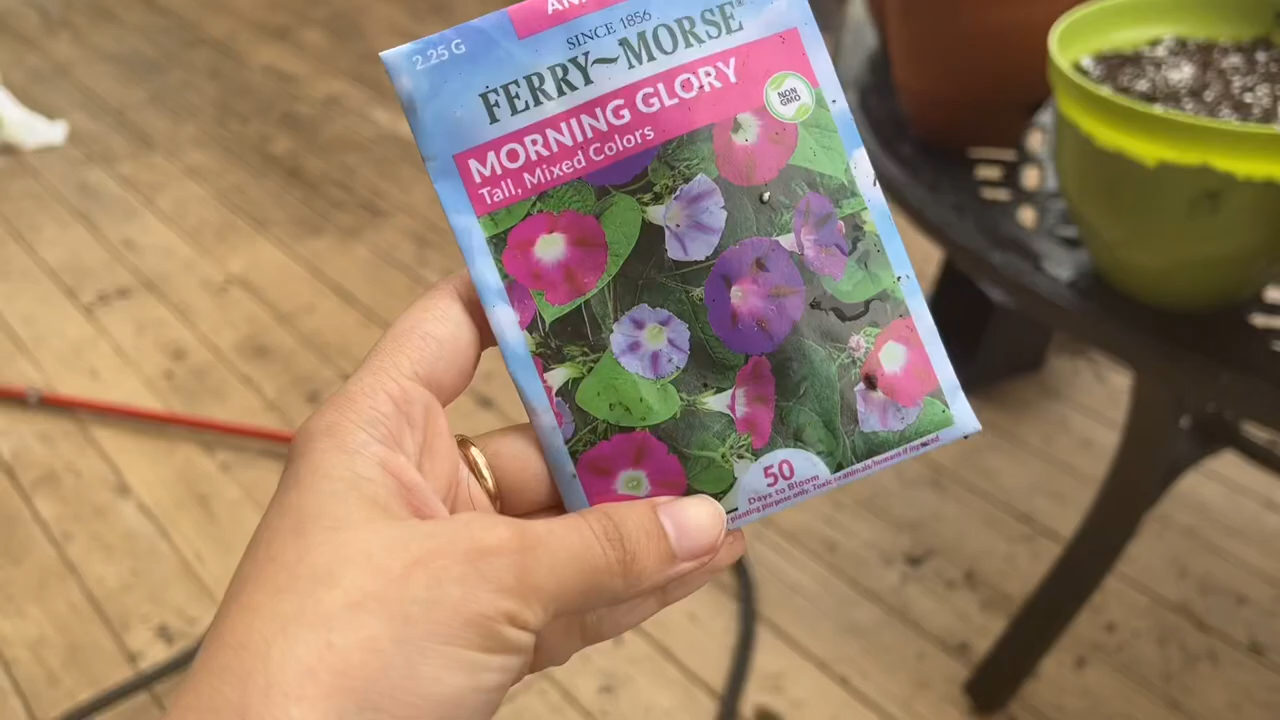 AN
2.25 G
SINCE 1856
FERRY~MORSE®
MORNING GLORY
Tall, Mixed Colors
NON
GMO
50
Days to Bloom
planting purpose only. Toxic to animals/humans if ingested.